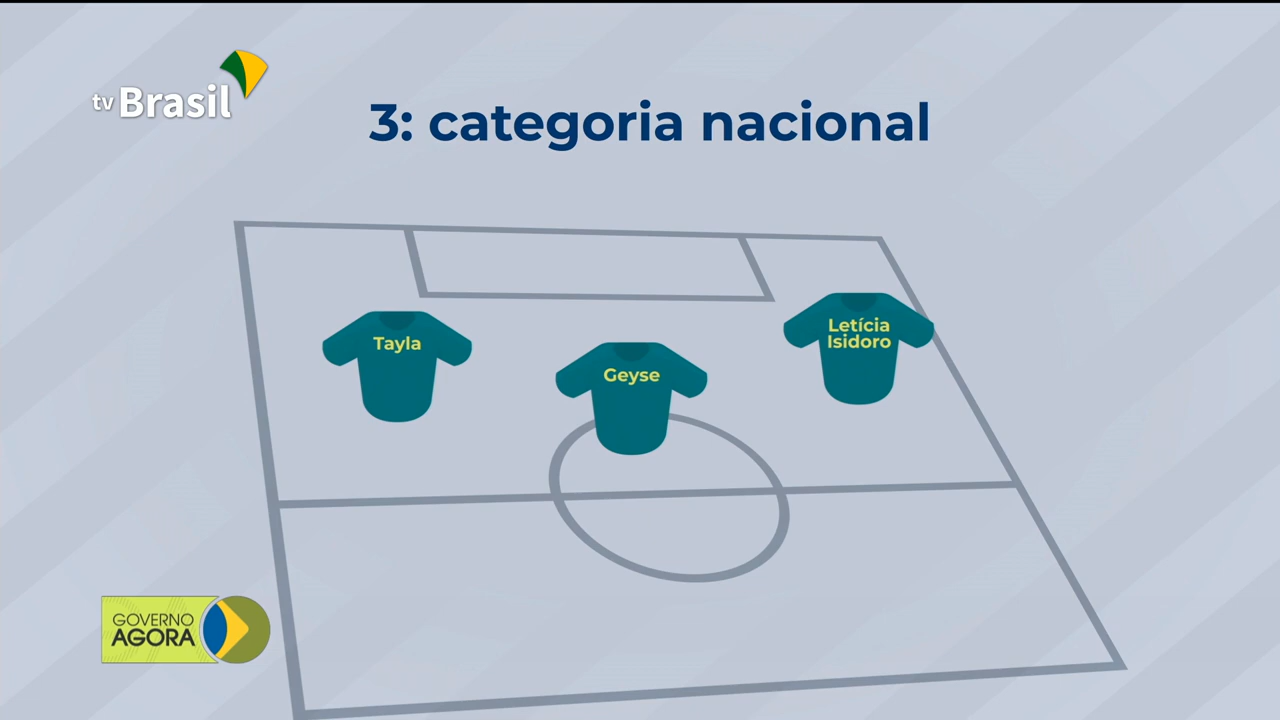 tv Brasil
3: categoria nacional
Tayla
Geyse
Letícia
Isidoro
GOVERNO
AGORA